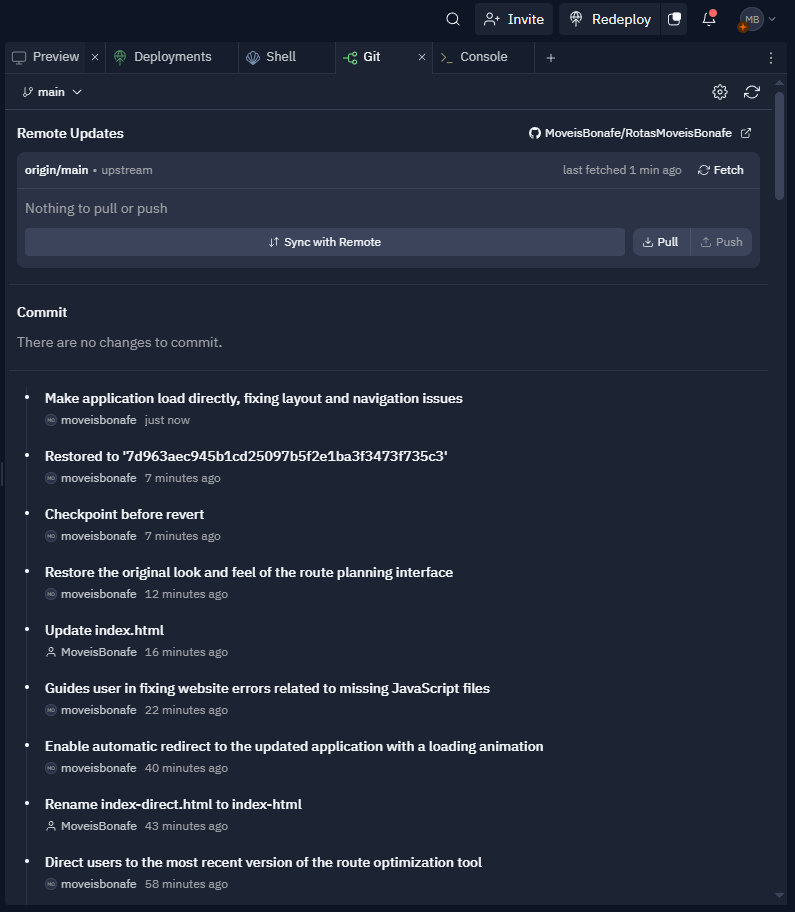 Invite
Redeploy
MB
Preview
Deployments
Shell
Git
Console
main
Remote Updates
MoveisBonafe/RotasMoveisBonafe
origin/main • upstream
last fetched 1 min ago
Fetch
Nothing to pull or push
Sync with Remote
Pull
Push
Commit
There are no changes to commit.
Make application load directly, fixing layout and navigation issues
MO moveisbonafe just now
Restored to '7d963aec945b1cd25097b5f2e1ba3f3473f735c3'
MO moveisbonafe 7 minutes ago
Checkpoint before revert
MO moveisbonafe 7 minutes ago
Restore the original look and feel of the route planning interface
MO moveisbonafe 12 minutes ago
Update index.html
MoveisBonafe 16 minutes ago
Guides user in fixing website errors related to missing JavaScript files
MO moveisbonafe 22 minutes ago
Enable automatic redirect to the updated application with a loading animation
MO moveisbonafe 40 minutes ago
Rename index-direct.html to index-html
MoveisBonafe 43 minutes ago
Direct users to the most recent version of the route optimization tool
MO moveisbonafe 58 minutes ago